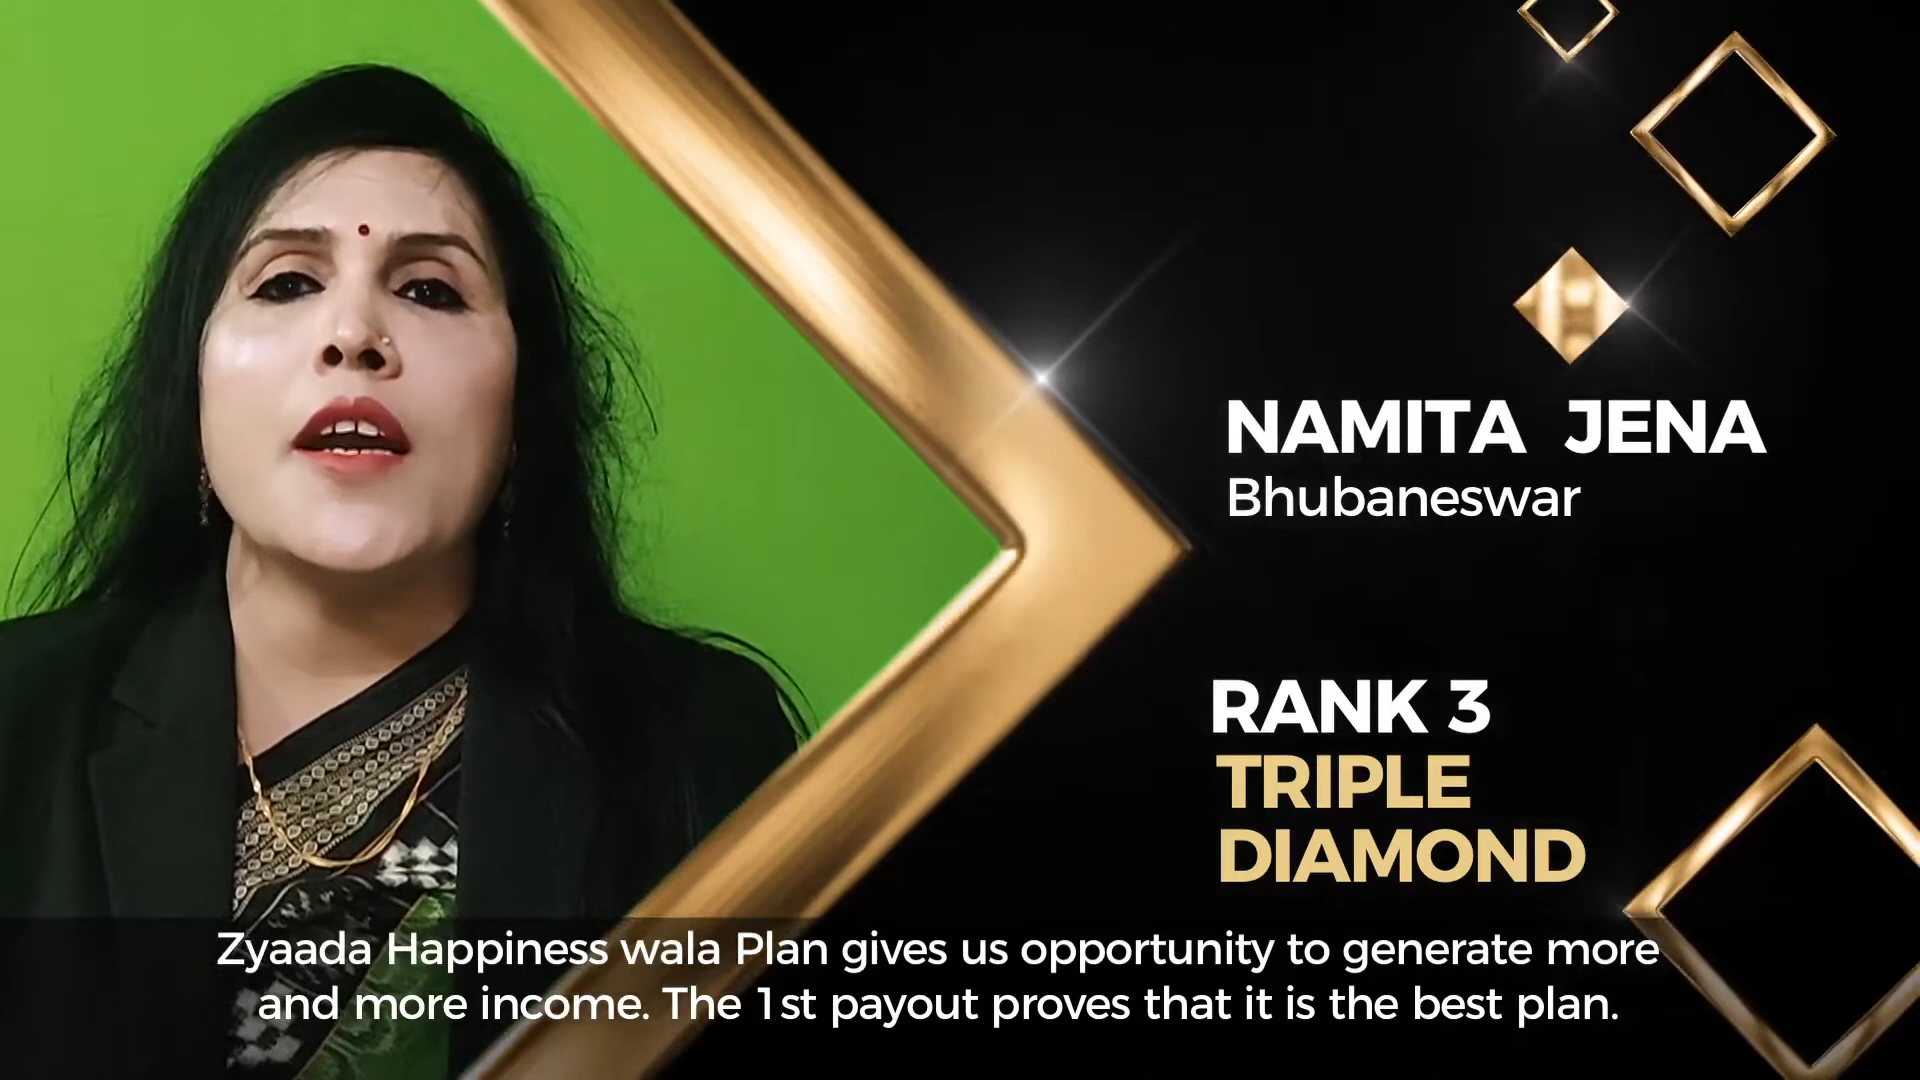 NAMITA JENA
Bhubaneswar
RANK 3
TRIPLE
DIAMOND
Zyaada Happiness wala Plan gives us opportunity to generate more
and more income. The 1st payout proves that it is the best plan.